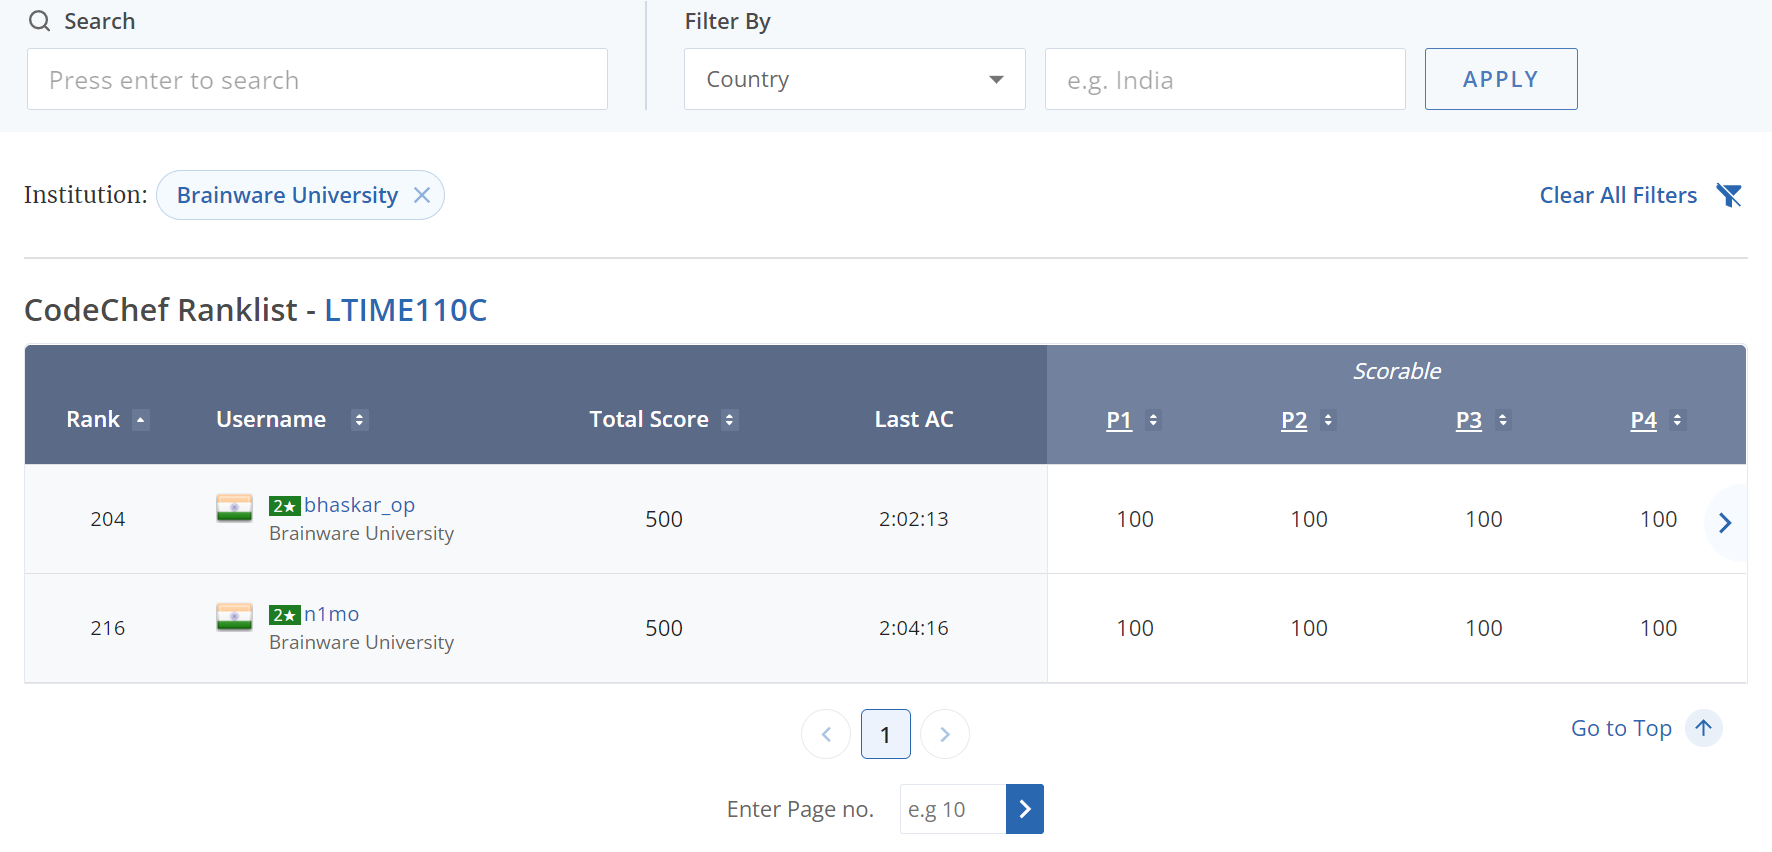 Search
Filter By
Press enter to search
Country
e.g. India
APPLY
Institution: Brainware University
Clear All Filters
CodeChef Ranklist - LTIME110C
Scorable
Rank Username Total Score Last AC P1 P2 P3 P4
204 2★ bhaskar_op 500 2:02:13 100 100 100 100
Brainware University
216 2★ n1mo 500 2:04:16 100 100 100 100
Brainware University
1
Go to Top
Enter Page no. e.g 10